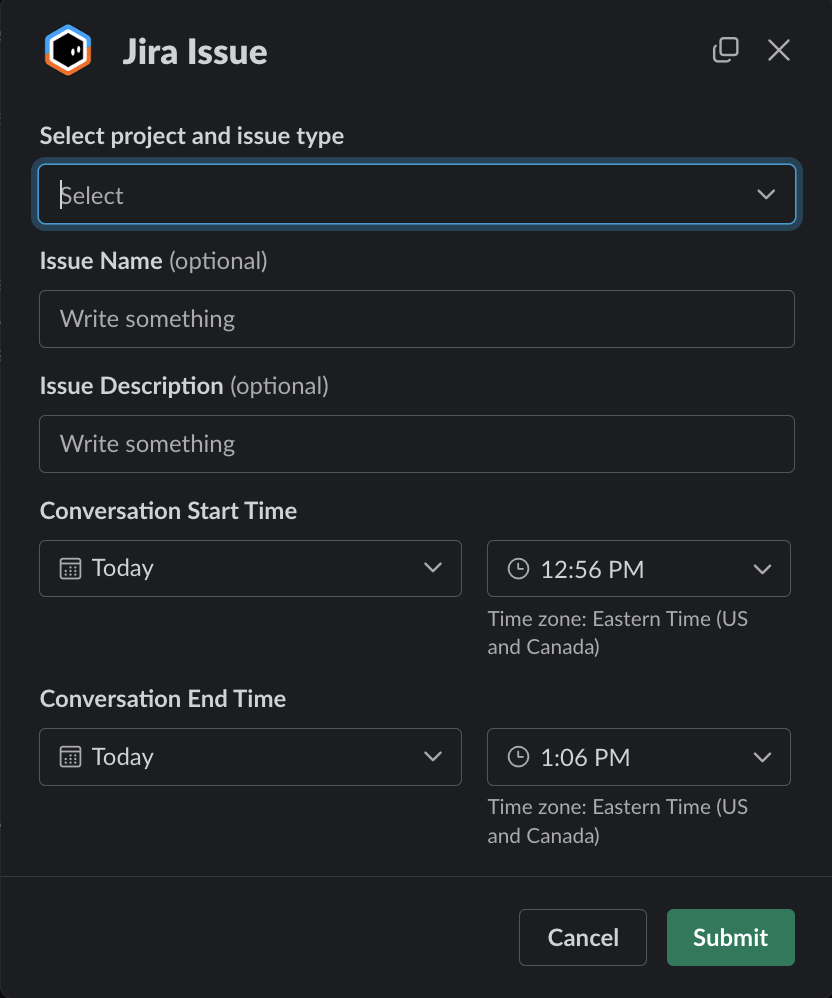 Jira Issue
Select project and issue type
Select
Issue Name (optional)
Write something
Issue Description (optional)
Write something
Conversation Start Time
Today
12:56 PM
Time zone: Eastern Time (US
and Canada)
Conversation End Time
Today
1:06 PM
Time zone: Eastern Time (US
and Canada)
Cancel
Submit